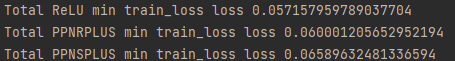 Total ReLU min train_loss loss 0.057157959789037704
Total PPNRPLUS min train_loss loss 0.060001205652952194
Total PPNSPLUS min train_loss loss 0.06589632481336594